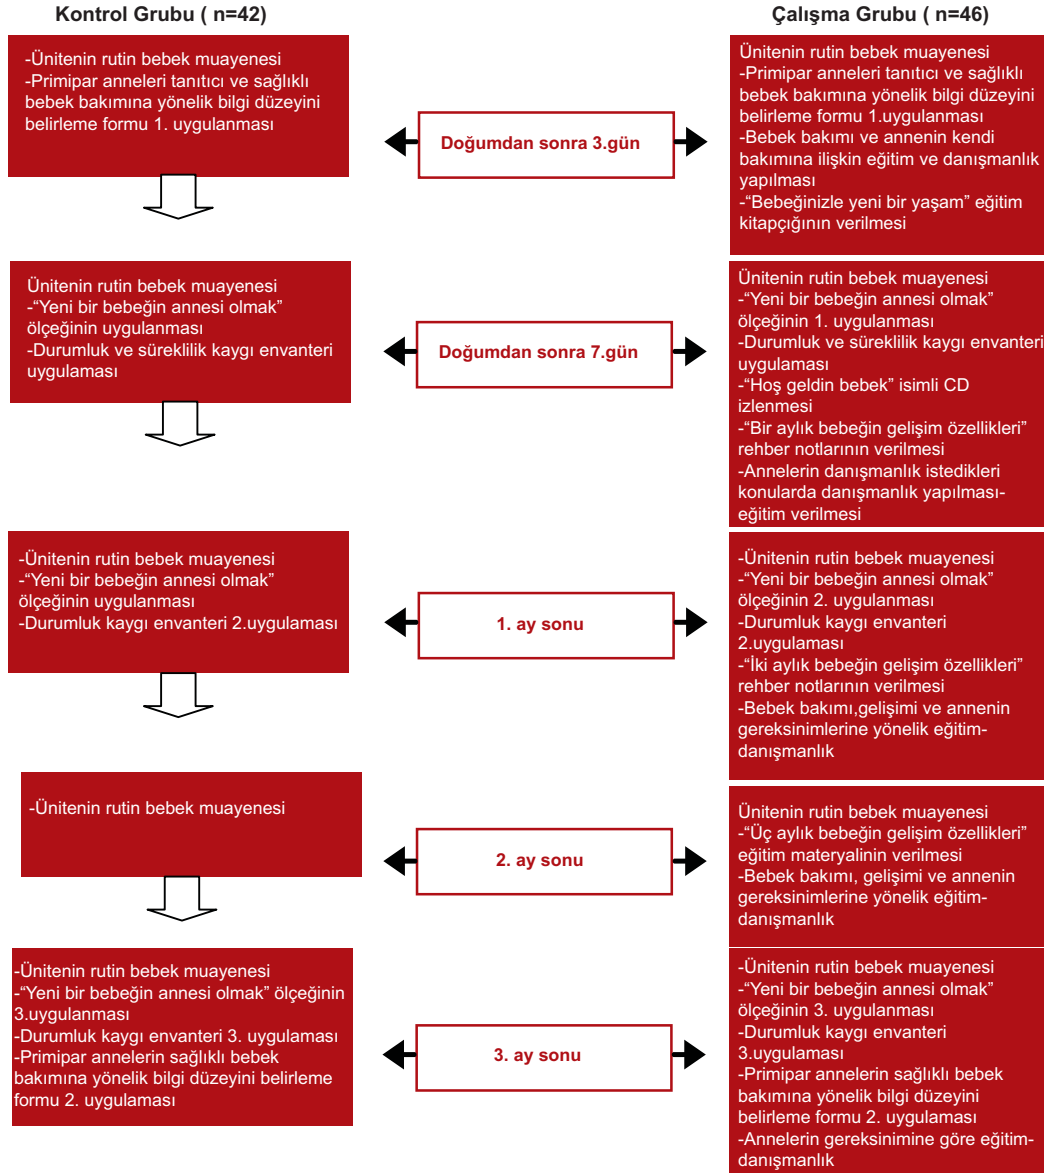 Kontrol Grubu ( n=42)
Çalışma Grubu ( n=46)
-Ünitenin rutin bebek muayenesi
-Primipar anneleri tanıtıcı ve sağlıklı
bebek bakımına yönelik bilgi düzeyini
belirleme formu 1. uygulanması
Doğumdan sonra 3.gün
Ünitenin rutin bebek muayenesi
-Primipar anneleri tanıtıcı ve sağlıklı
bebek bakımına yönelik bilgi düzeyini
belirleme formu 1.uygulanması
-Bebek bakımı ve annenin kendi
bakımına ilişkin eğitim ve danışmanlık
yapılması
-“Bebeğinizle yeni bir yaşam” eğitim
kitapçığının verilmesi
Ünitenin rutin bebek muayenesi
-“Yeni bir bebeğin annesi olmak”
ölçeğinin uygulanması
-Durumluk ve süreklilik kaygı envanteri
uygulaması
Doğumdan sonra 7.gün
Ünitenin rutin bebek muayenesi
-“Yeni bir bebeğin annesi olmak”
ölçeğinin 1. uygulanması
-Durumluk ve süreklilik kaygı envanteri
uygulaması
-“Hoş geldin bebek” isimli CD
izlenmesi
-“Bir aylık bebeğin gelişim özellikleri”
rehber notlarının verilmesi
-Annelerin danışmanlık istedikleri
konularda danışmanlık yapılması-
eğitim verilmesi
-Ünitenin rutin bebek muayenesi
-“Yeni bir bebeğin annesi olmak”
ölçeğinin uygulanması
-Durumluk kaygı envanteri 2.uygulaması
1. ay sonu
-Ünitenin rutin bebek muayenesi
-“Yeni bir bebeğin annesi olmak”
ölçeğinin 2. uygulanması
-Durumluk kaygı envanteri
2.uygulaması
-“İki aylık bebeğin gelişim özellikleri”
rehber notlarının verilmesi
-Bebek bakımı,gelişimi ve annenin
gereksinimlerine yönelik eğitim-
danışmanlık
-Ünitenin rutin bebek muayenesi
2. ay sonu
Ünitenin rutin bebek muayenesi
-“Üç aylık bebeğin gelişim özellikleri”
eğitim materyalinin verilmesi
-Bebek bakımı, gelişimi ve annenin
gereksinimlerine yönelik eğitim-
danışmanlık
-Ünitenin rutin bebek muayenesi
-“Yeni bir bebeğin annesi olmak” ölçeğinin
3.uygulanması
-Durumluk kaygı envanteri 3. uygulaması
-Primipar annelerin sağlıklı bebek
bakımına yönelik bilgi düzeyini belirleme
formu 2. uygulaması
3. ay sonu
-Ünitenin rutin bebek muayenesi
-“Yeni bir bebeğin annesi olmak”
ölçeğinin 3. uygulanması
-Durumluk kaygı envanteri
3.uygulaması
-Primipar annelerin sağlıklı bebek
bakımına yönelik bilgi düzeyini
belirleme formu 2. uygulaması
-Annelerin gereksinimine göre eğitim-
danışmanlık